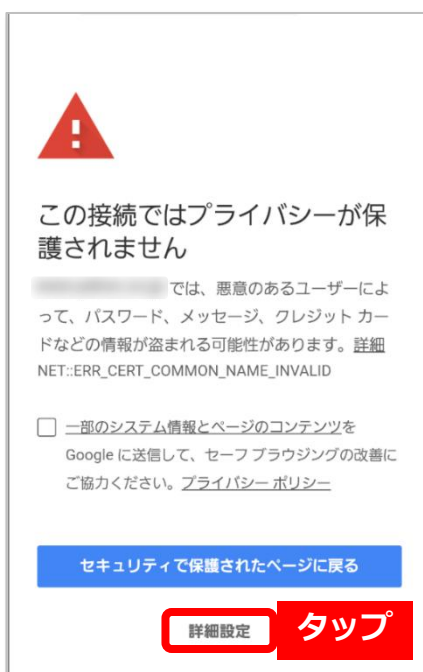 この接続ではプライバシーが保
護されません
では、悪意のあるユーザーによ
って、パスワード、メッセージ、クレジット カー
ドなどの情報が盗まれる可能性があります。詳細
NET::ERR_CERT_COMMON_NAME_INVALID
一部のシステム情報とページのコンテンツを
Google に送信して、セーフ ブラウジングの改善に
ご協力ください。プライバシー ポリシー
セキュリティで保護されたページに戻る
詳細設定 タップ